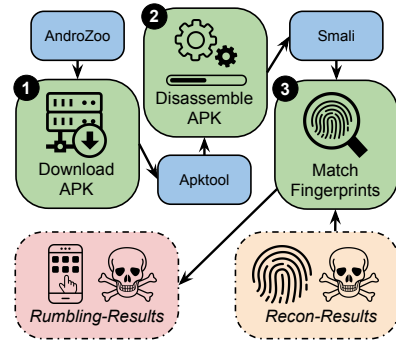 AndroZoo
1
Download
APK
Apktool
2
Disassemble
APK
Smali
3
Match
Fingerprints
Rumbling-Results
Recon-Results